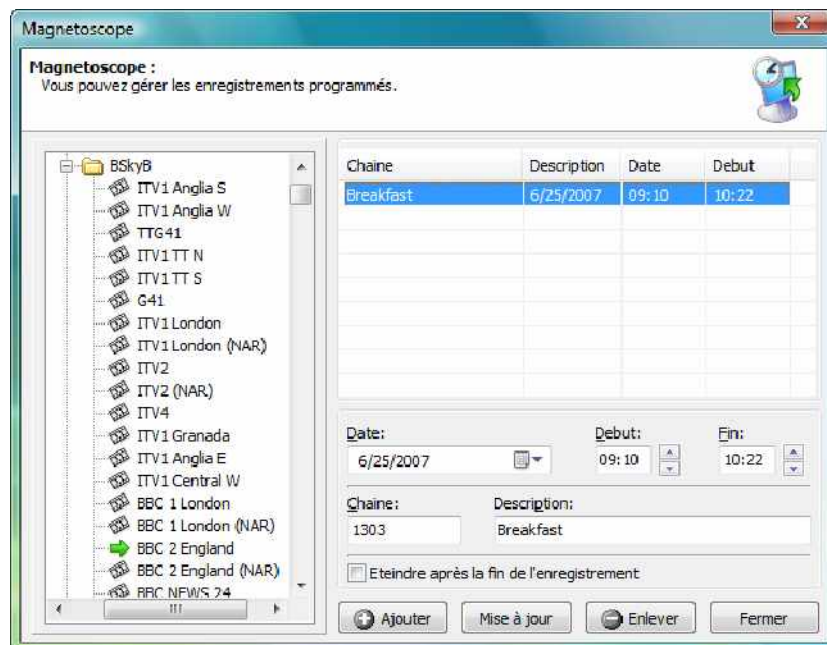 Magnetoscope
Magnetoscope :
Vous pouvez gérer les enregistrements programmés.
BSkyB
ITV1 Anglia S
ITV1 Anglia W
TTG41
ITV1 TT N
ITV1 TT S
G41
ITV1 London
ITV1 London (NAR)
ITV2
ITV2 (NAR)
ITV4
ITV1 Granada
ITV1 Anglia E
ITV1 Central W
BBC 1 London
BBC 1 London (NAR)
BBC 2 England
BBC 2 England (NAR)
BBC NEWS 24
Chaine Description Date Debut
Breakfast 6/25/2007 09:10 10:22
Date: Debut: Fin:
6/25/2007 09:10 10:22
Chaine: Description:
1303 Breakfast
Eteindre après la fin de l'enregistrement
Ajouter Mise à jour Enlever Fermer